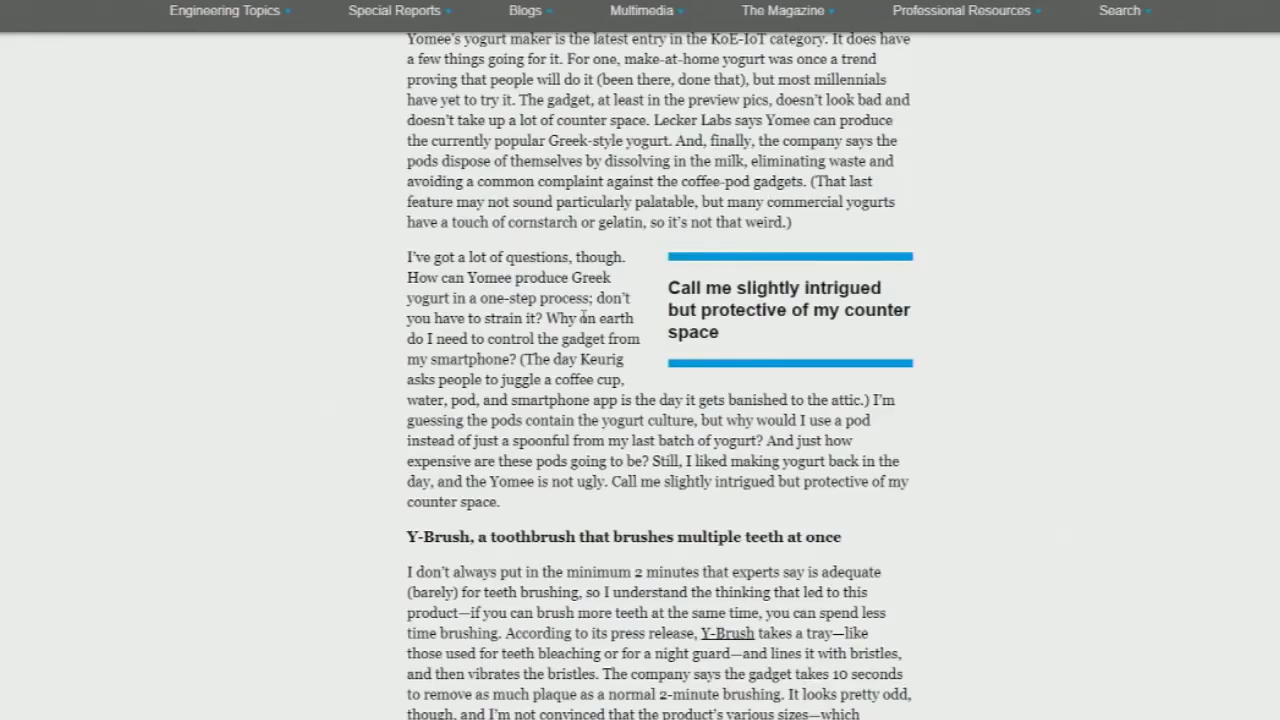 Engineering Topics Special Reports Blogs Multimedia The Magazine Professional Resources Search
Yomee's yogurt maker is the latest entry in the KoE-IoT category. It does have
a few things going for it. For one, make-at-home yogurt was once a trend
proving that people will do it (been there, done that), but most millennials
have yet to try it. The gadget, at least in the preview pics, doesn't look bad and
doesn't take up a lot of counter space. Lecker Labs says Yomee can produce
the currently popular Greek-style yogurt. And, finally, the company says the
pods dispose of themselves by dissolving in the milk, eliminating waste and
avoiding a common complaint against the coffee-pod gadgets. (That last
feature may not sound particularly palatable, but many commercial yogurts
have a touch of cornstarch or gelatin, so it's not that weird.)
I've got a lot of questions, though.
How can Yomee produce Greek
yogurt in a one-step process; don't
you have to strain it? Why on earth
do I need to control the gadget from
my smartphone? (The day Keurig
asks people to juggle a coffee cup,
water, pod, and smartphone app is the day it gets banished to the attic.) I'm
guessing the pods contain the yogurt culture, but why would I use a pod
instead of just a spoonful from my last batch of yogurt? And just how
expensive are these pods going to be? Still, I liked making yogurt back in the
day, and the Yomee is not ugly. Call me slightly intrigued but protective of my
counter space.
Call me slightly intrigued
but protective of my counter
space
Y-Brush, a toothbrush that brushes multiple teeth at once
I don't always put in the minimum 2 minutes that experts say is adequate
(barely) for teeth brushing, so I understand the thinking that led to this
product—if you can brush more teeth at the same time, you can spend less
time brushing. According to its press release, Y-Brush takes a tray—like
those used for teeth bleaching or for a night guard—and lines it with bristles,
and then vibrates the bristles. The company says the gadget takes 10 seconds
to remove as much plaque as a normal 2-minute brushing. It looks pretty odd,
though, and I'm not convinced that the product's various sizes—which